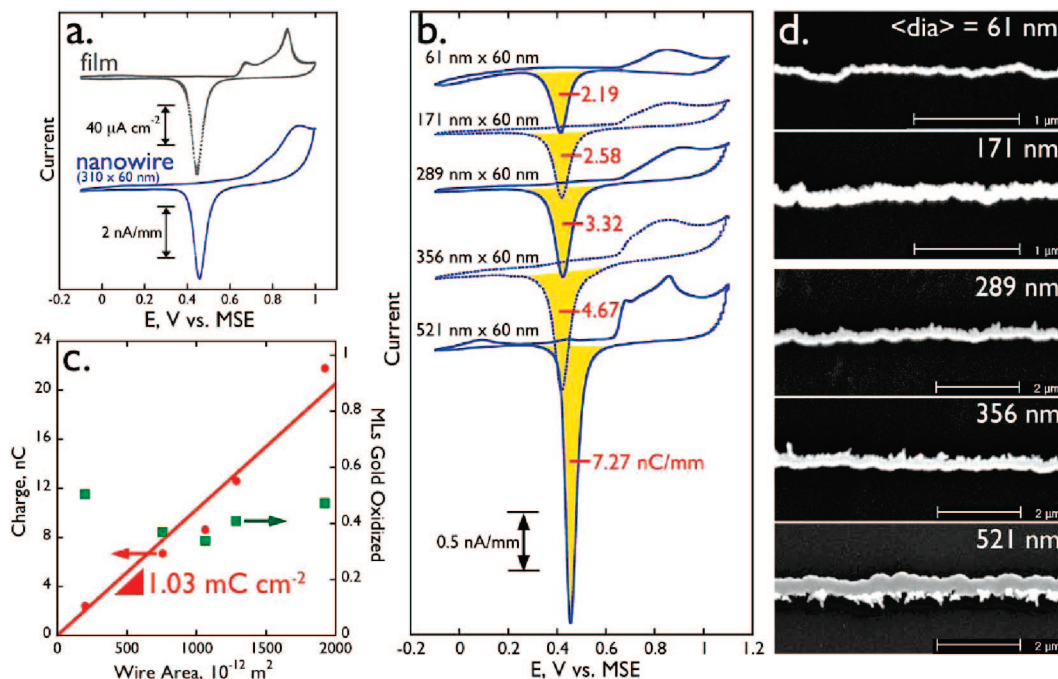 a.
film
40 µA cm-2
nanowire
(310 x 60 nm)
2 nA/mm
Current
-0.2 0 0.2 0.4 0.6 0.8 1
E, V vs. MSE
b.
61 nm x 60 nm
2.19
171 nm x 60 nm
2.58
289 nm x 60 nm
3.32
356 nm x 60 nm
4.67
521 nm x 60 nm
7.27 nC/mm
0.5 nA/mm
Current
-0.2 0 0.2 0.4 0.6 0.8 1 1.2
E, V vs. MSE
c.
24
20
16
12
8
4
0
Charge, nC
1
0.8
0.6
0.4
0.2
0
MLs Gold Oxidized
1.03 mC cm-2
0 500 1000 1500 2000
Wire Area, 10-12 m2
d.
<dia> = 61 nm
1 µm
171 nm
1 µm
289 nm
2 µm
356 nm
2 µm
521 nm
2 µm